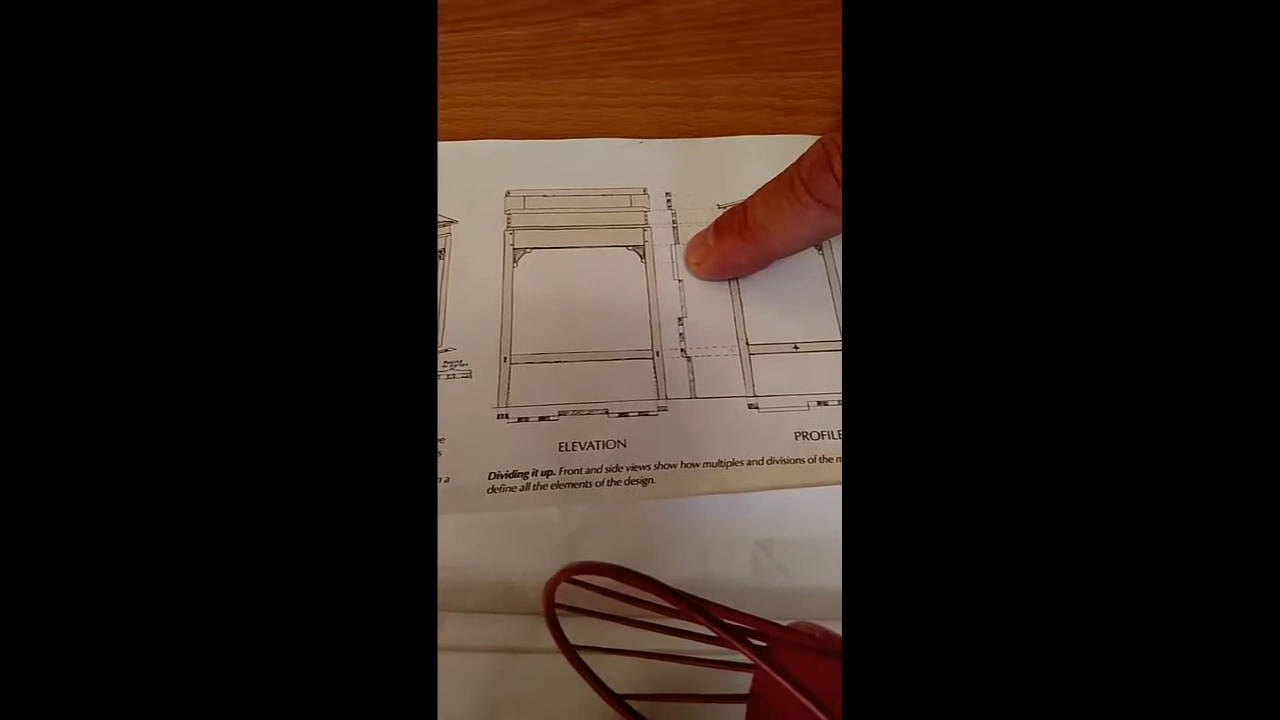 ELEVATION
PROFILE
Dividing it up. Front and side views show how multiples and divisions of the m
define all the elements of the design.